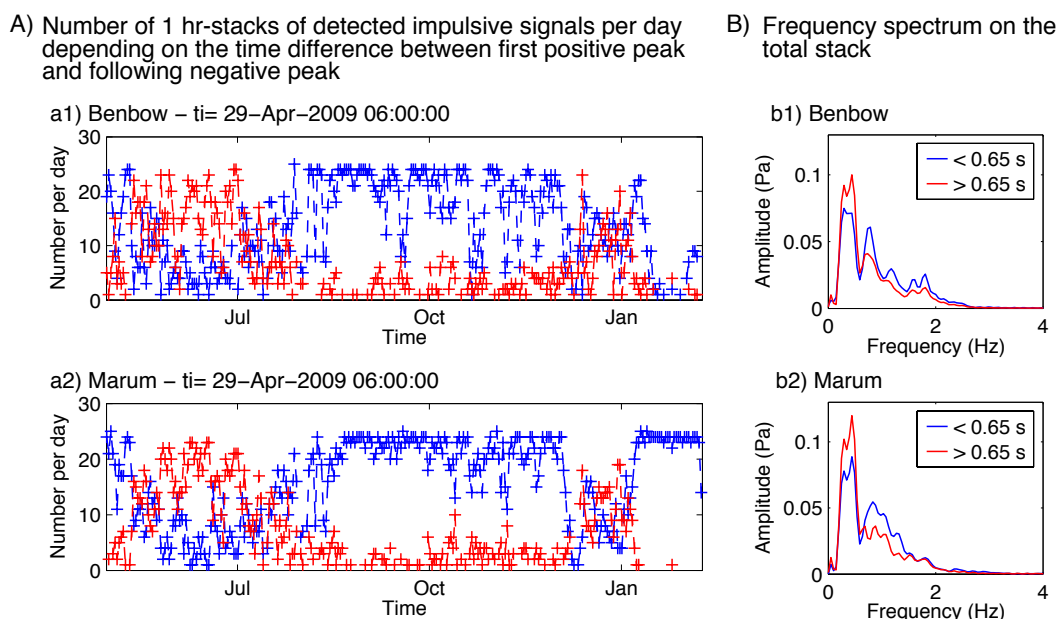 A) Number of 1 hr-stacks of detected impulsive signals per day
depending on the time difference between first positive peak
and following negative peak
a1) Benbow − ti= 29−Apr−2009 06:00:00
30
20
10
0
Number per day
Jul
Oct
Jan
Time
a2) Marum − ti= 29−Apr−2009 06:00:00
30
20
10
0
Number per day
Jul
Oct
Jan
Time
B) Frequency spectrum on the
total stack
b1) Benbow
< 0.65 s
> 0.65 s
0.1
0.05
0
Amplitude (Pa)
0
2
4
Frequency (Hz)
b2) Marum
< 0.65 s
> 0.65 s
0.1
0.05
0
Amplitude (Pa)
0
2
4
Frequency (Hz)